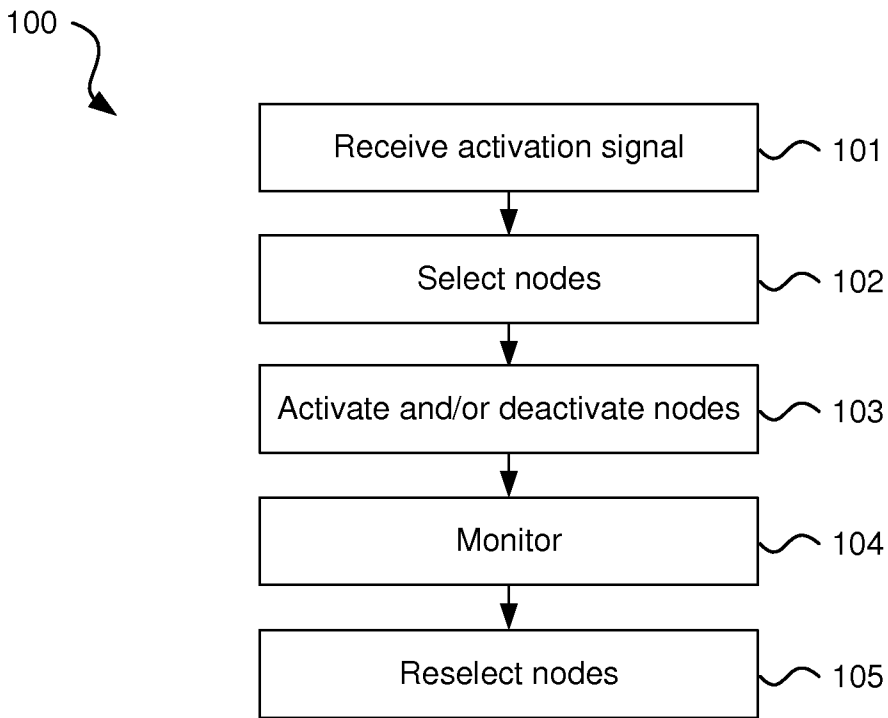 100
Receive activation signal
101
Select nodes
102
Activate and/or deactivate nodes
103
Monitor
104
Reselect nodes
105